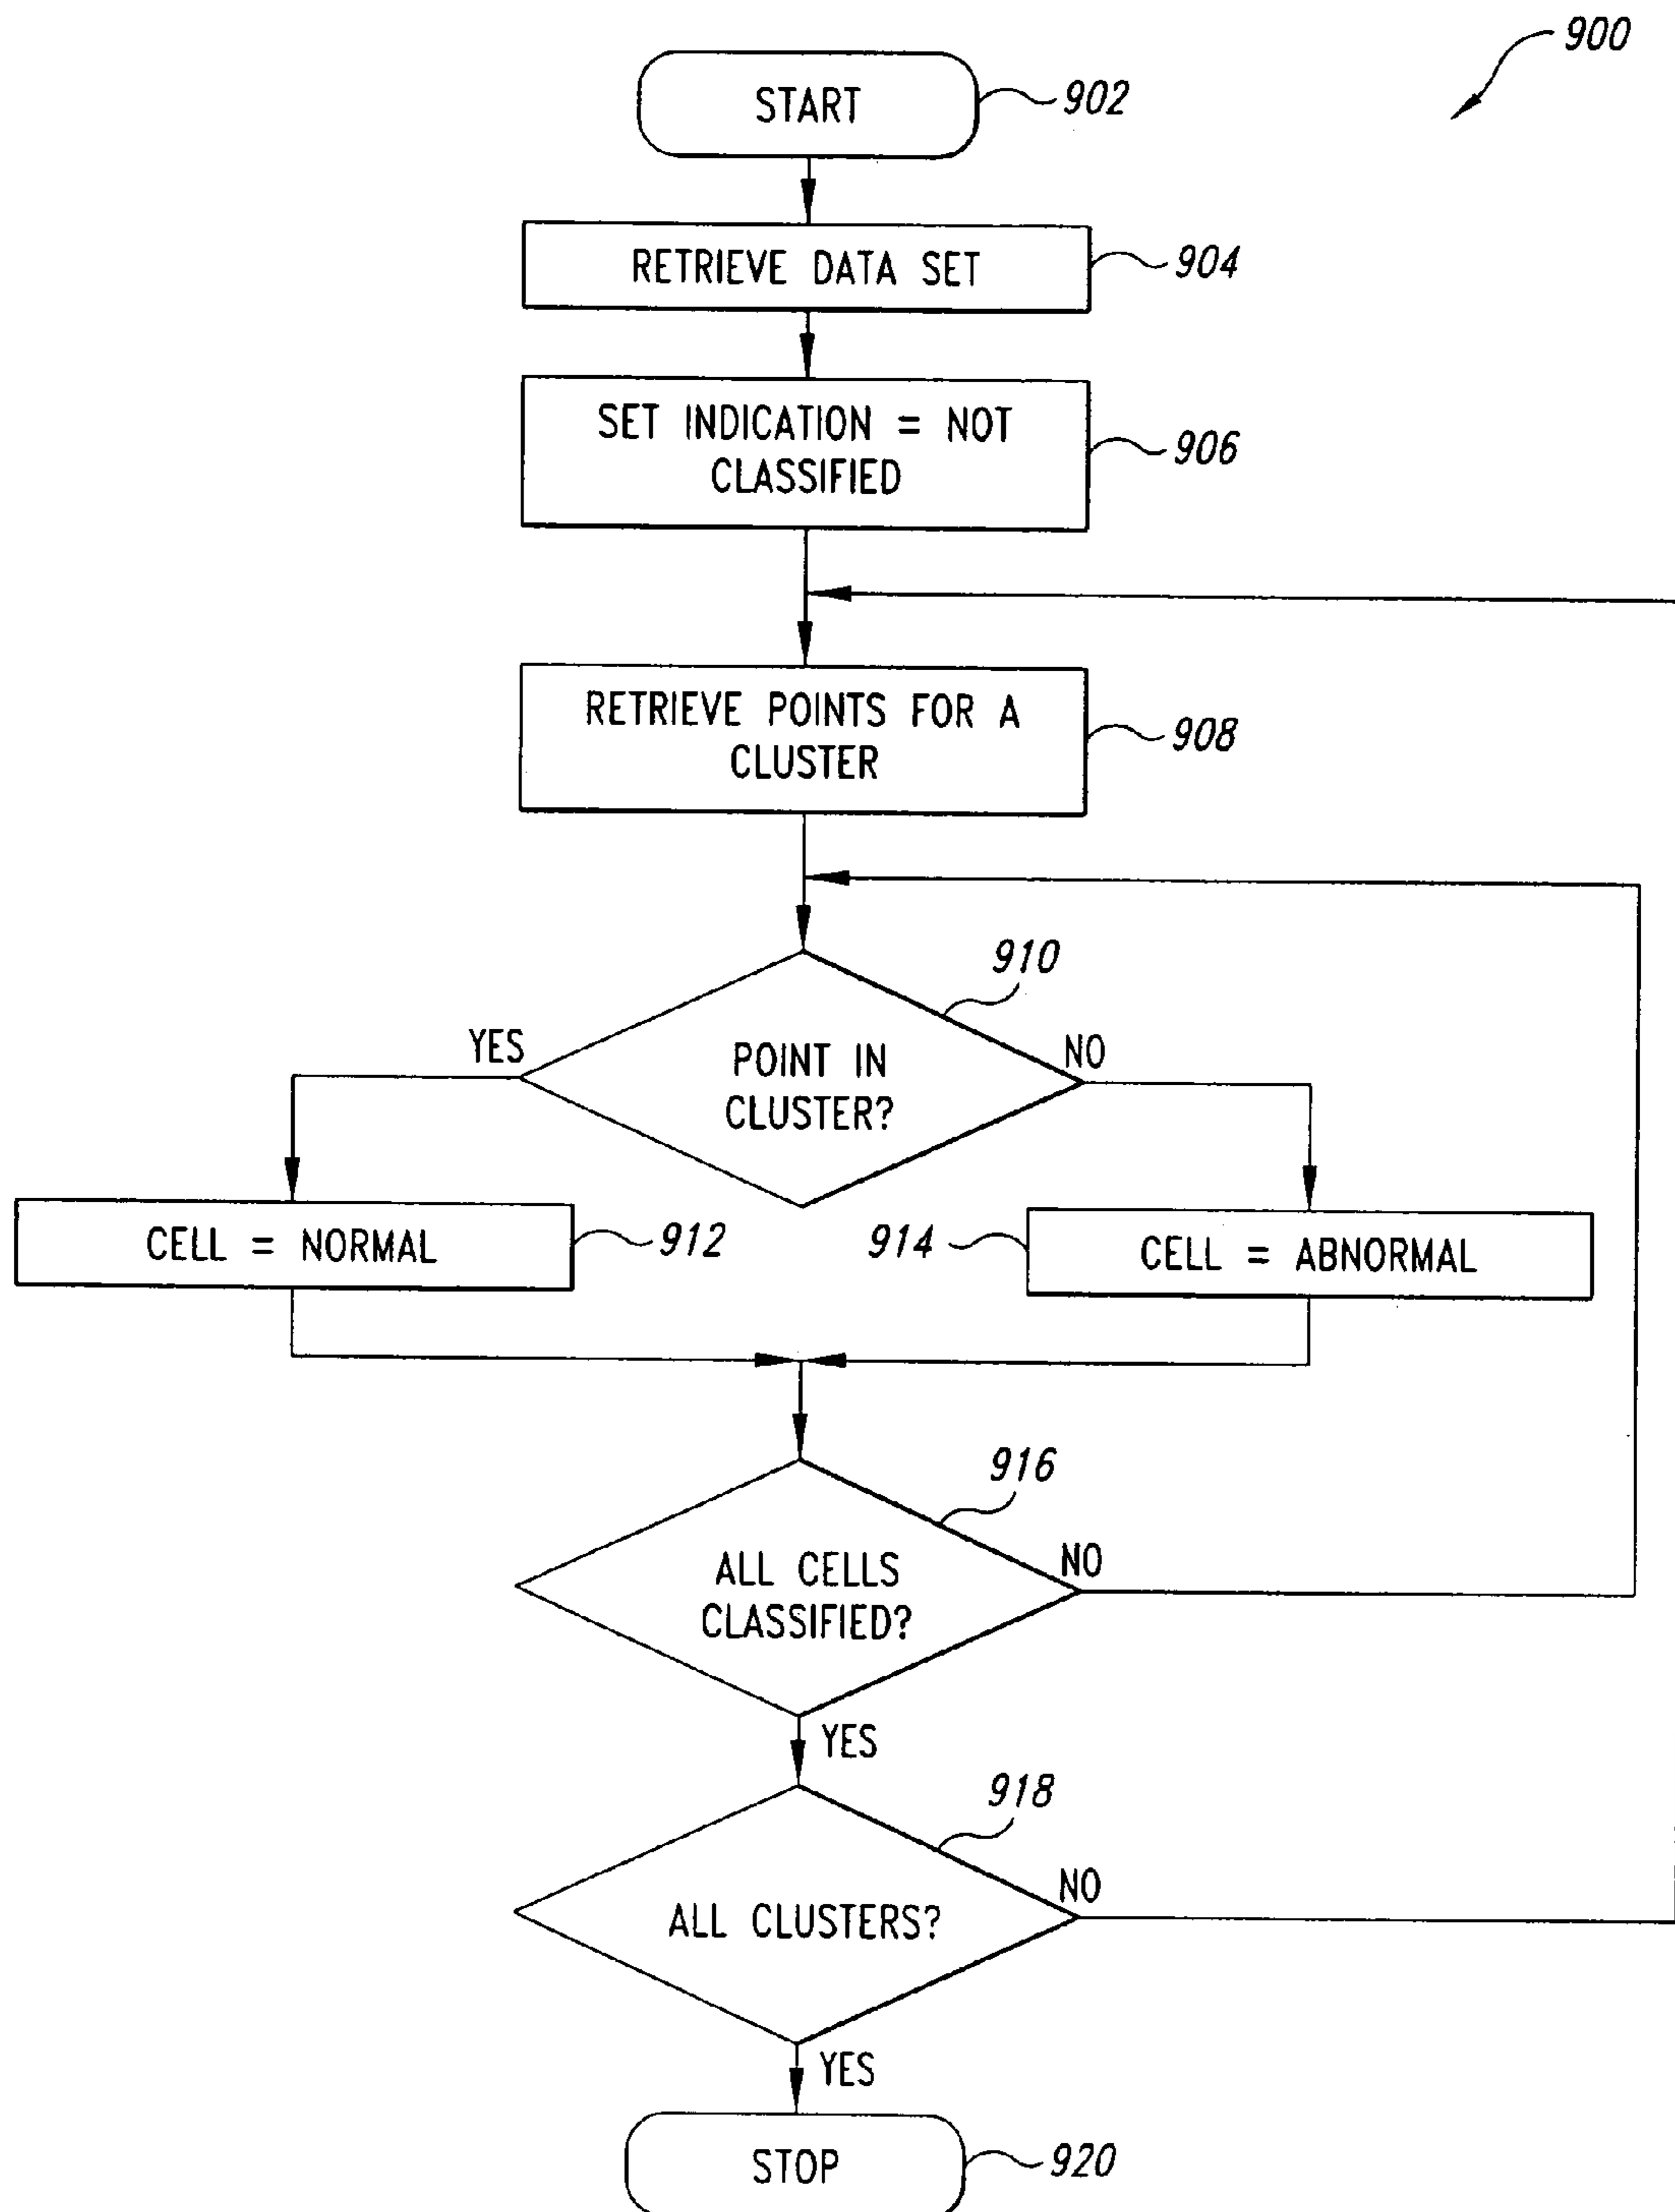 900
START
902
RETRIEVE DATA SET
904
SET INDICATION = NOT
CLASSIFIED
906
RETRIEVE POINTS FOR A
CLUSTER
908
910
YES
NO
POINT IN
CLUSTER?
CELL = NORMAL
912
914
CELL = ABNORMAL
916
NO
ALL CELLS
CLASSIFIED?
YES
918
NO
ALL CLUSTERS?
YES
STOP
920